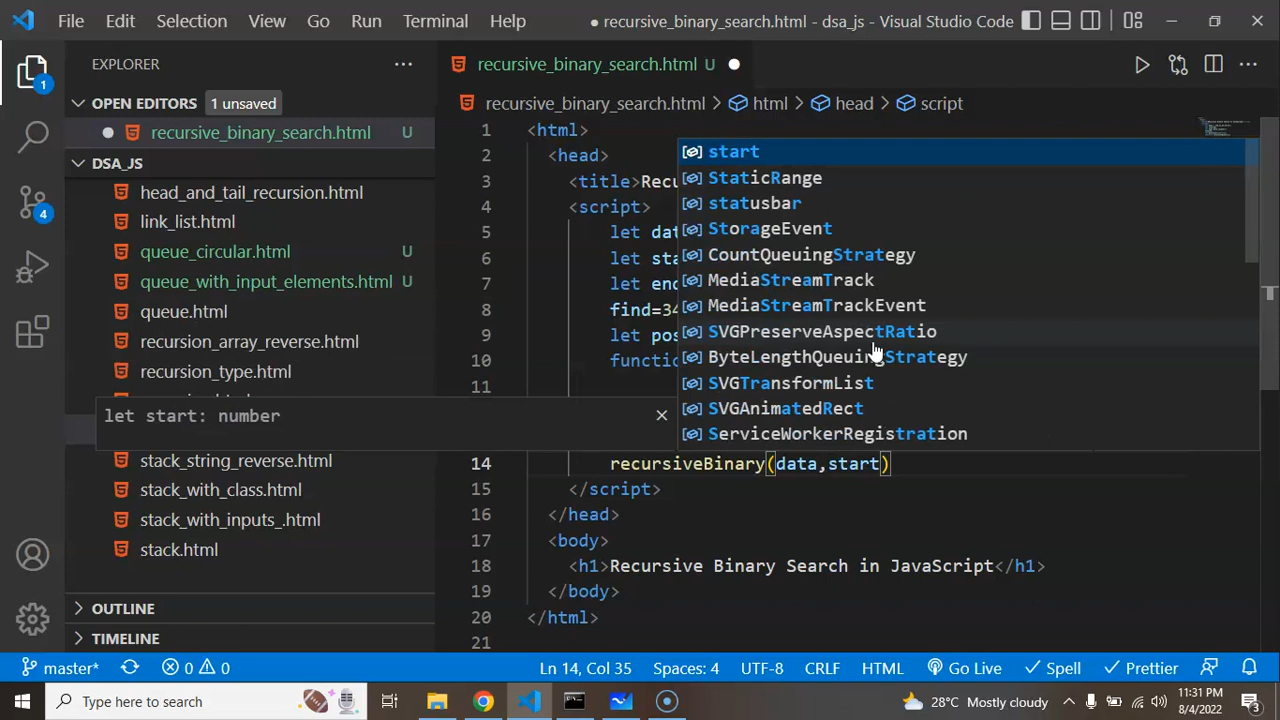 File Edit Selection View Go Run Terminal Help
recursive_binary_search.html - dsa_js - Visual Studio Code
EXPLORER
OPEN EDITORS 1 unsaved
recursive_binary_search.html U
DSA_JS
head_and_tail_recursion.html
link_list.html
queue_circular.html U
queue_with_input_elements.html U
queue.html
recursion_array_reverse.html
recursion_type.html
let start: number
stack_string_reverse.html
stack_with_class.html
stack_with_inputs_.html
stack.html
OUTLINE
TIMELINE
1
4
recursive_binary_search.html U
recursive_binary_search.html > html > head > script
1 <html>
2 <head>
3 <title>Recu
4 <script>
5 let dat
6 let sta
7 let end
8 find=34
9 let pos
10 functio
11
start
StaticRange
statusbar
StorageEvent
CountQueuingStrategy
MediaStreamTrack
MediaStreamTrackEvent
SVGPreserveAspectRatio
ByteLengthQueuingStrategy
SVGTransformList
SVGAnimatedRect
ServiceWorkerRegistration
14 recursiveBinary(data,start)
15 </script>
16 </head>
17 <body>
18 <h1>Recursive Binary Search in JavaScript</h1>
19 </body>
20 </html>
21
master* 0 0 Ln 14, Col 35 Spaces: 4 UTF-8 CRLF HTML Go Live Spell Prettier
Type here to search
28°C Mostly cloudy
11:31 PM
8/4/2022
3